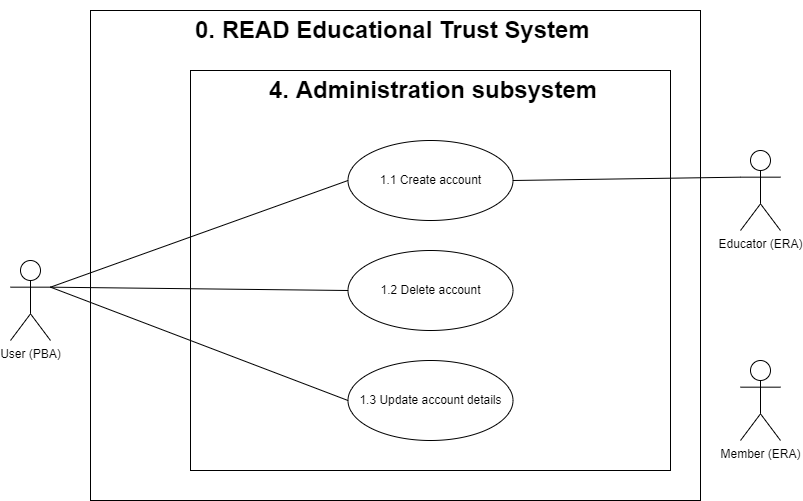 0. READ Educational Trust System
4. Administration subsystem
1.1 Create account
Educator (ERA)
1.2 Delete account
User (PBA)
1.3 Update account details
Member (ERA)